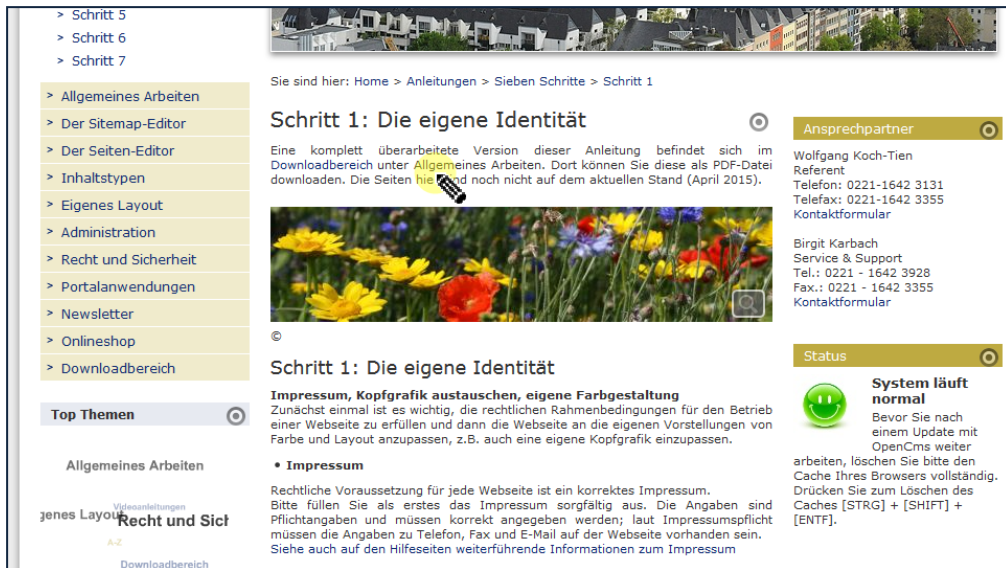 Schritt 5
Schritt 6
Schritt 7
Allgemeines Arbeiten
Der Sitemap-Editor
Der Seiten-Editor
Inhaltstypen
Eigenes Layout
Administration
Recht und Sicherheit
Portalanwendungen
Newsletter
Onlineshop
Downloadbereich
Top Themen
Allgemeines Arbeiten
Videoanleitungen
genes Layout
Recht und Sich
A-Z
Downloadbereich
Sie sind hier: Home > Anleitungen > Sieben Schritte > Schritt 1
Schritt 1: Die eigene Identität
Eine komplett überarbeitete Version dieser Anleitung befindet sich im
Downloadbereich unter Allgemeines Arbeiten. Dort können Sie diese als PDF-Datei
downloaden. Die Seiten hie nd noch nicht auf dem aktuellen Stand (April 2015).
©
Schritt 1: Die eigene Identität
Impressum, Kopfgrafik austauschen, eigene Farbgestaltung
Zunächst einmal ist es wichtig, die rechtlichen Rahmenbedingungen für den Betrieb
einer Webseite zu erfüllen und dann die Webseite an die eigenen Vorstellungen von
Farbe und Layout anzupassen, z.B. auch eine eigene Kopfgrafik einzupassen.
• Impressum
Rechtliche Voraussetzung für jede Webseite ist ein korrektes Impressum.
Bitte füllen Sie als erstes das Impressum sorgfältig aus. Die Angaben sind
Pflichtangaben und müssen korrekt angegeben werden; laut Impressumspflicht
müssen die Angaben zu Telefon, Fax und E-Mail auf der Webseite vorhanden sein.
Siehe auch auf den Hilfeseiten weiterführende Informationen zum Impressum
Ansprechpartner
Wolfgang Koch-Tien
Referent
Telefon: 0221-1642 3131
Telefax: 0221-1642 3355
Kontaktformular
Birgit Karbach
Service & Support
Tel.: 0221 - 1642 3928
Fax.: 0221 - 1642 3355
Kontaktformular
Status
System läuft
normal
Bevor Sie nach
einem Update mit
OpenCms weiter
arbeiten, löschen Sie bitte den
Cache Ihres Browsers vollständig.
Drücken Sie zum Löschen des
Caches [STRG] + [SHIFT] +
[ENTF].